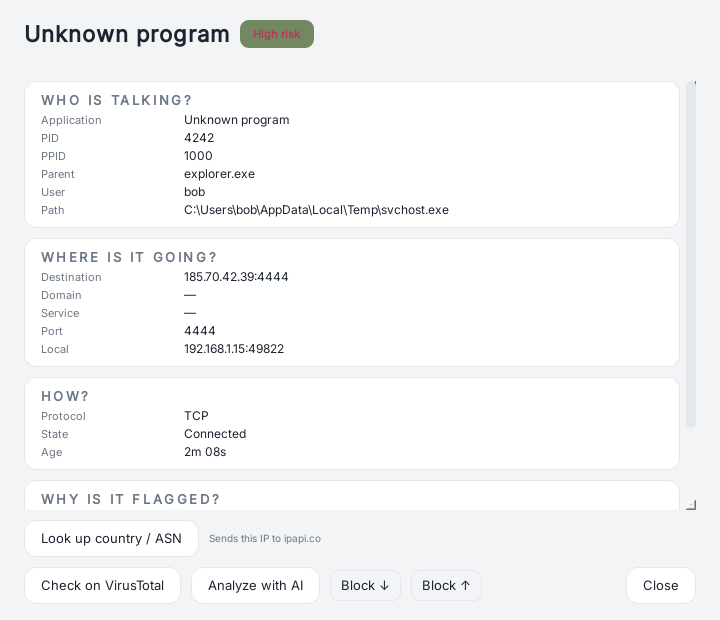 Unknown program High risk
WHO IS TALKING?
Application Unknown program
PID 4242
PPID 1000
Parent explorer.exe
User bob
Path C:\Users\bob\AppData\Local\Temp\svchost.exe
WHERE IS IT GOING?
Destination 185.70.42.39:4444
Domain —
Service —
Port 4444
Local 192.168.1.15:49822
HOW?
Protocol TCP
State Connected
Age 2m 08s
WHY IS IT FLAGGED?
Look up country / ASN Sends this IP to ipapi.co
Check on VirusTotal Analyze with AI Block ↓ Block ↑ Close